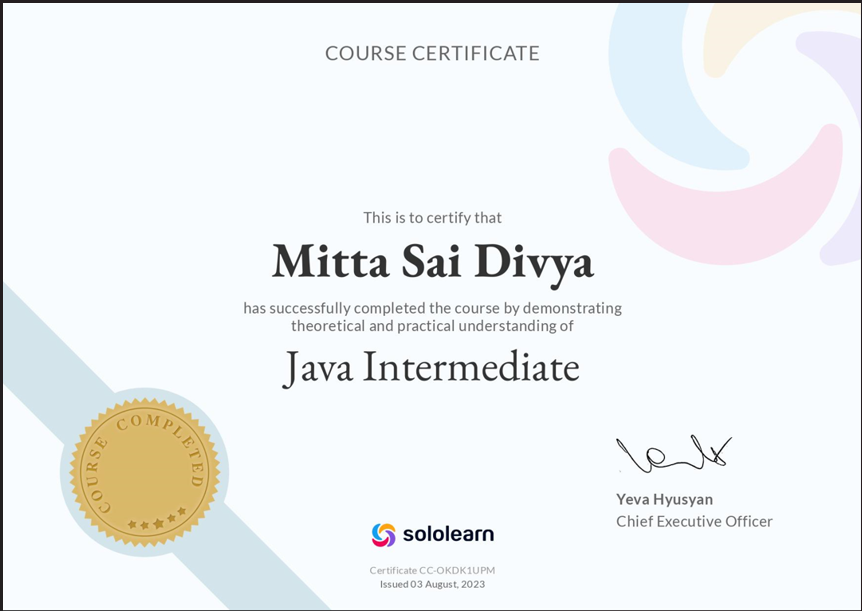 COURSE CERTIFICATE
This is to certify that
Mitta Sai Divya
has successfully completed the course by demonstrating
theoretical and practical understanding of
Java Intermediate
COURSE COMPLETED
Yeva Hyusyan
Chief Executive Officer
sololearn
Certificate CC-OKDK1UPM
Issued 03 August, 2023